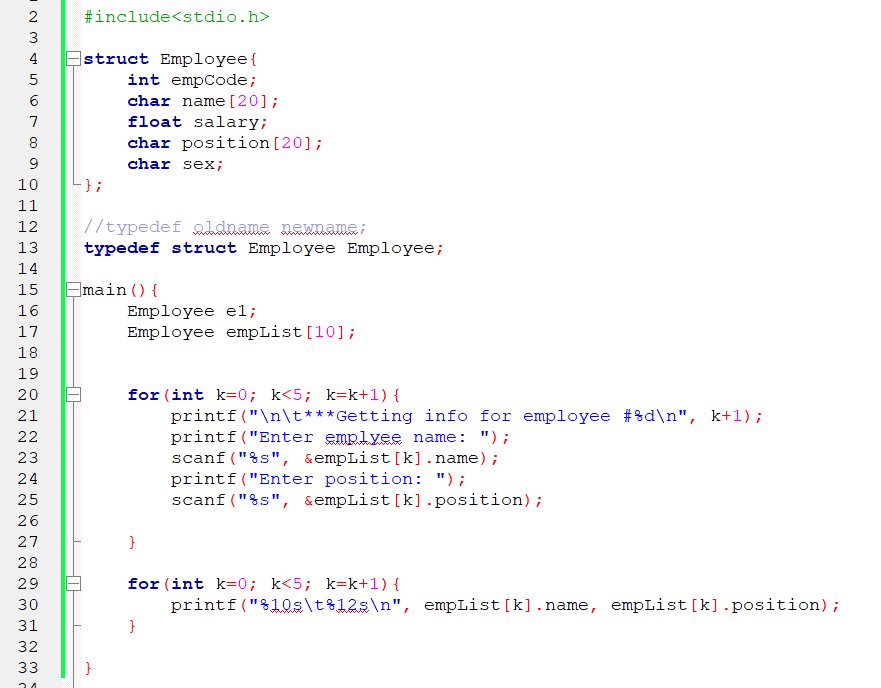 2 #include<stdio.h>
3
4 struct Employee{
5     int empCode;
6     char name[20];
7     float salary;
8     char position[20];
9     char sex;
10 };
11
12 //typedef oldname newname;
13 typedef struct Employee Employee;
14
15 main(){
16     Employee e1;
17     Employee empList[10];
18
19
20     for(int k=0; k<5; k=k+1){
21         printf("\n\t***Getting info for employee #%d\n", k+1);
22         printf("Enter emplyee name: ");
23         scanf("%s", &empList[k].name);
24         printf("Enter position: ");
25         scanf("%s", &empList[k].position);
26
27     }
28
29     for(int k=0; k<5; k=k+1){
30         printf("%10s\t%12s\n", empList[k].name, empList[k].position);
31     }
32
33 }